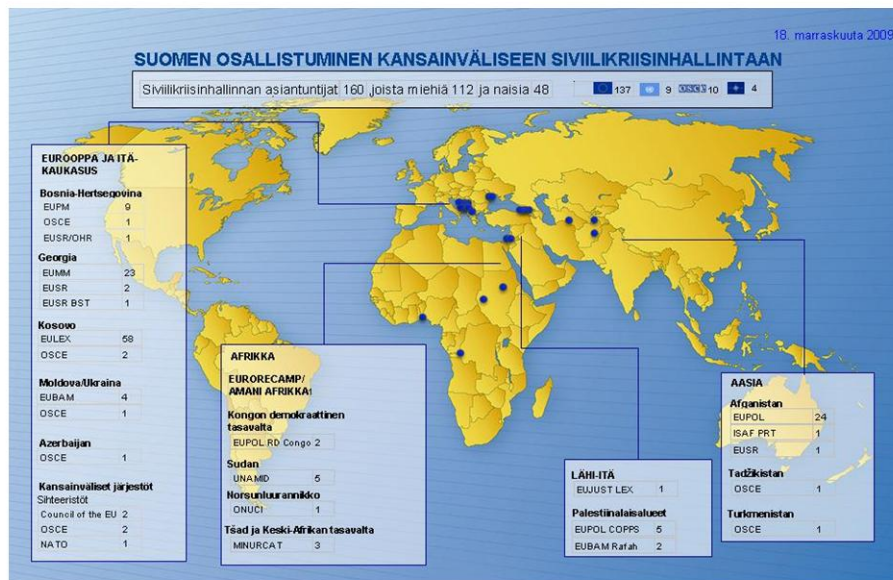 18. marraskuuta 2009
SUOMEN OSALLISTUMINEN KANSAINVÄLISEEN SIVIILIKRIISINHALLINTAAN
Siviilikriisinhallinnan asiantuntijat 160 ,joista miehiä 112 ja naisia 48 137 9 OSCE 10 4
EUROOPPA JA ITÄ-
KAUKASUS
Bosnia-Hertsegovina
EUPM 9
OSCE 1
EUSR/OHR 1
Georgia
EUMM 23
EUSR 2
EUSR BST 1
Kosovo
EULEX 58
OSCE 2
Moldova/Ukraina
EUBAM 4
OSCE 1
Azerbaijan
OSCE 1
Kansainväliset järjestöt
Sihteeristöt
Council of the EU 2
OSCE 2
NATO 1
AFRIKKA
EURORECAMP/
AMANI AFRIKKA1
Kongon demokraattinen
tasavalta
EUPOL RD Congo 2
Sudan
UNAMID 5
Norsunluurannikko
ONUCI 1
Tšad ja Keski-Afrikan tasavalta
MINURCAT 3
LÄHI-ITÄ
EUJUST LEX 1
Palestiinalaisalueet
EUPOL COPPS 5
EUBAM Rafah 2
AASIA
Afganistan
EUPOL 24
ISAF PRT 1
EUSR 1
Tadžikistan
OSCE 1
Turkmenistan
OSCE 1